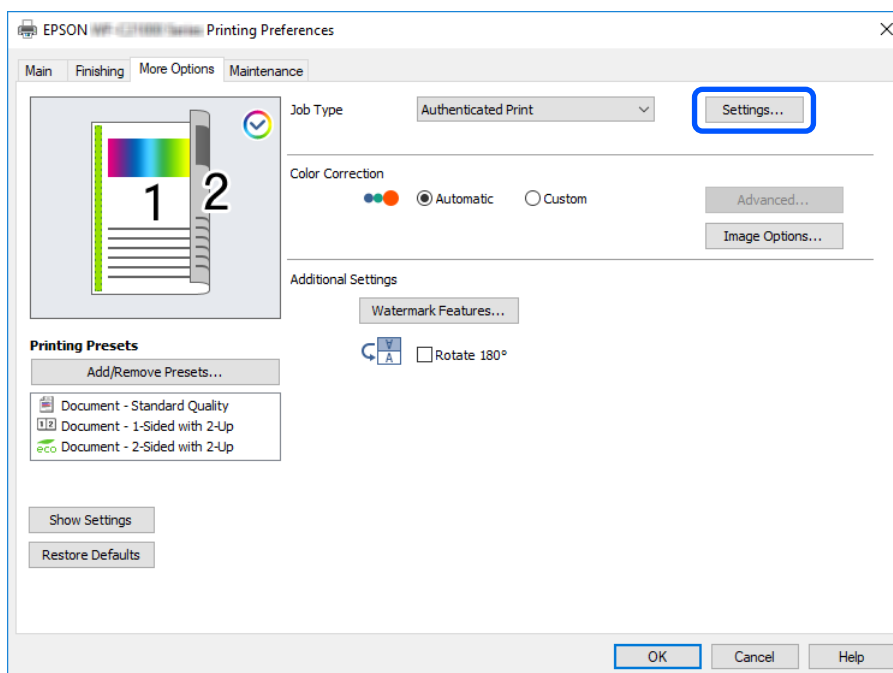 EPSON Printing Preferences
Main Finishing More Options Maintenance
Job Type Authenticated Print Settings...
1 2
Color Correction
Automatic Custom Advanced...
Image Options...
Additional Settings
Watermark Features...
A A Rotate 180°
Printing Presets
Add/Remove Presets...
Document - Standard Quality
1 2 Document - 1-Sided with 2-Up
eco Document - 2-Sided with 2-Up
Show Settings
Restore Defaults
OK Cancel Help